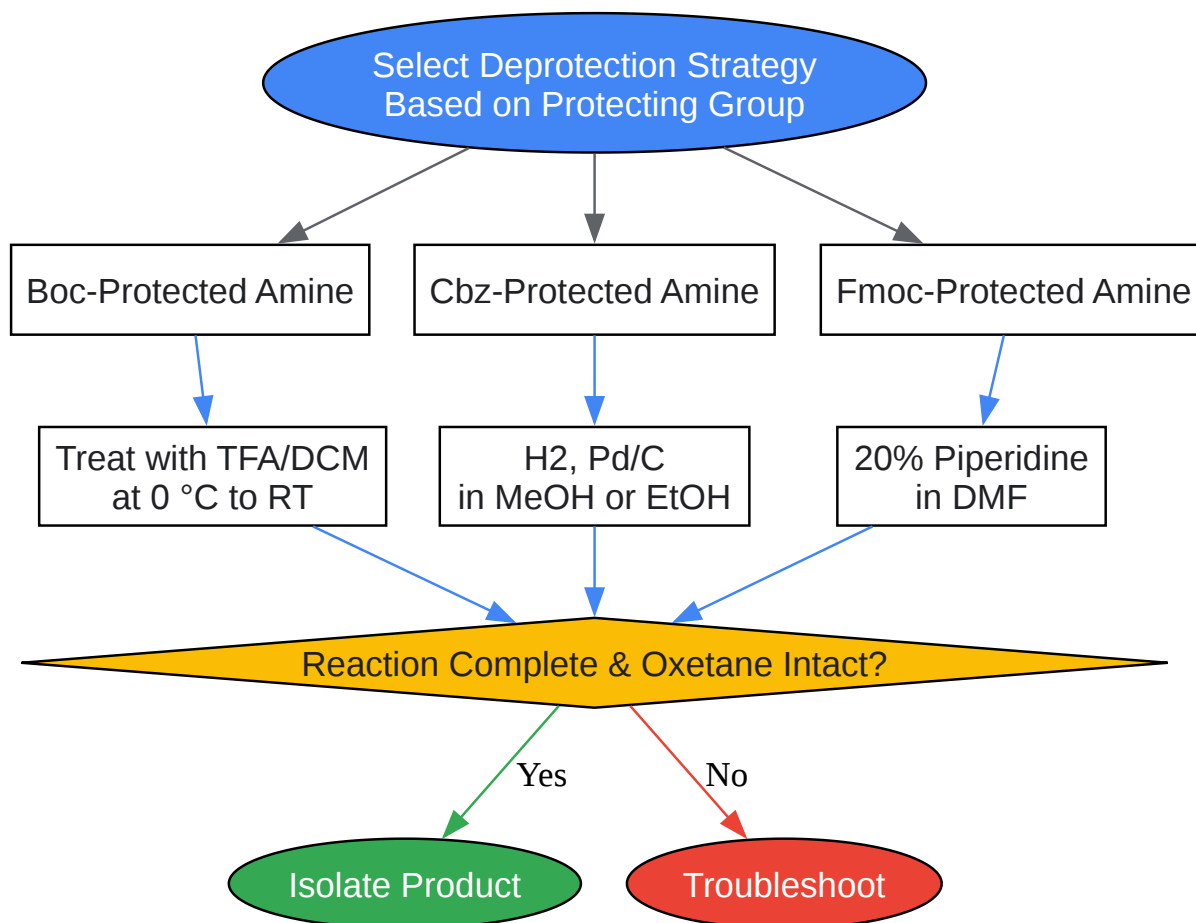 Select Deprotection Strategy
Based on Protecting Group
Boc-Protected Amine
Cbz-Protected Amine
Fmoc-Protected Amine
Treat with TFA/DCM
at 0 °C to RT
H2, Pd/C
in MeOH or EtOH
20% Piperidine
in DMF
Reaction Complete & Oxetane Intact?
Yes
No
Isolate Product
Troubleshoot